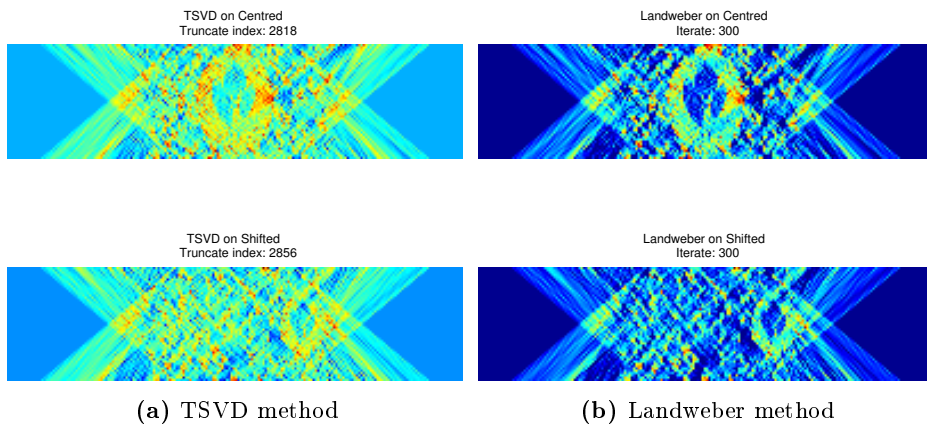 TSVD on Centred
Truncate index: 2818
Landweber on Centred
Iterate: 300
TSVD on Shifted
Truncate index: 2856
Landweber on Shifted
Iterate: 300
(a) TSVD method
(b) Landweber method